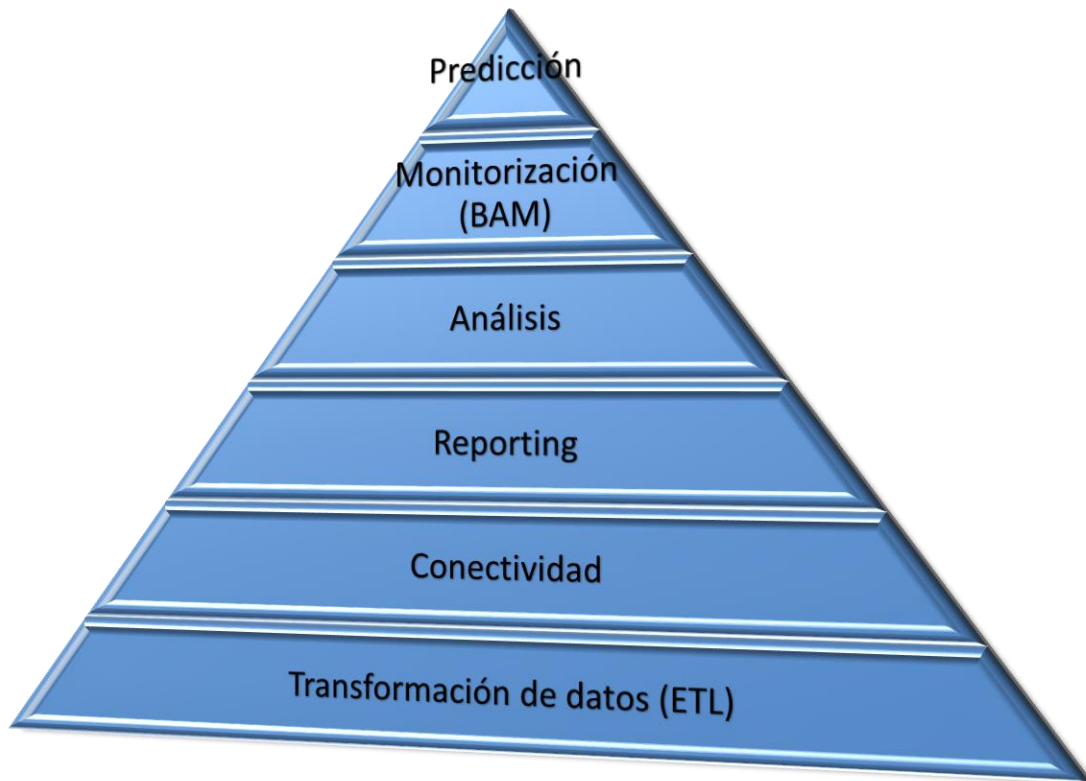 Predicción
Monitorización
(BAM)
Análisis
Reporting
Conectividad
Transformación de datos (ETL)